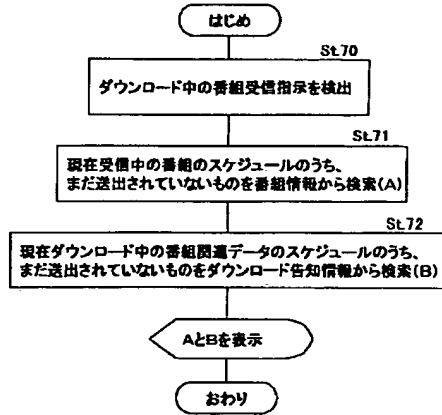 はじめ
St.70
ダウンロード中の番組受信指示を検出
St.71
現在受信中の番組のスケジュールのうち、
まだ送出されていないものを番組情報から検索(A)
St.72
現在ダウンロード中の番組関連データのスケジュールのうち、
まだ送出されていないものをダウンロード告知情報から検索(B)
AとBを表示
おわり